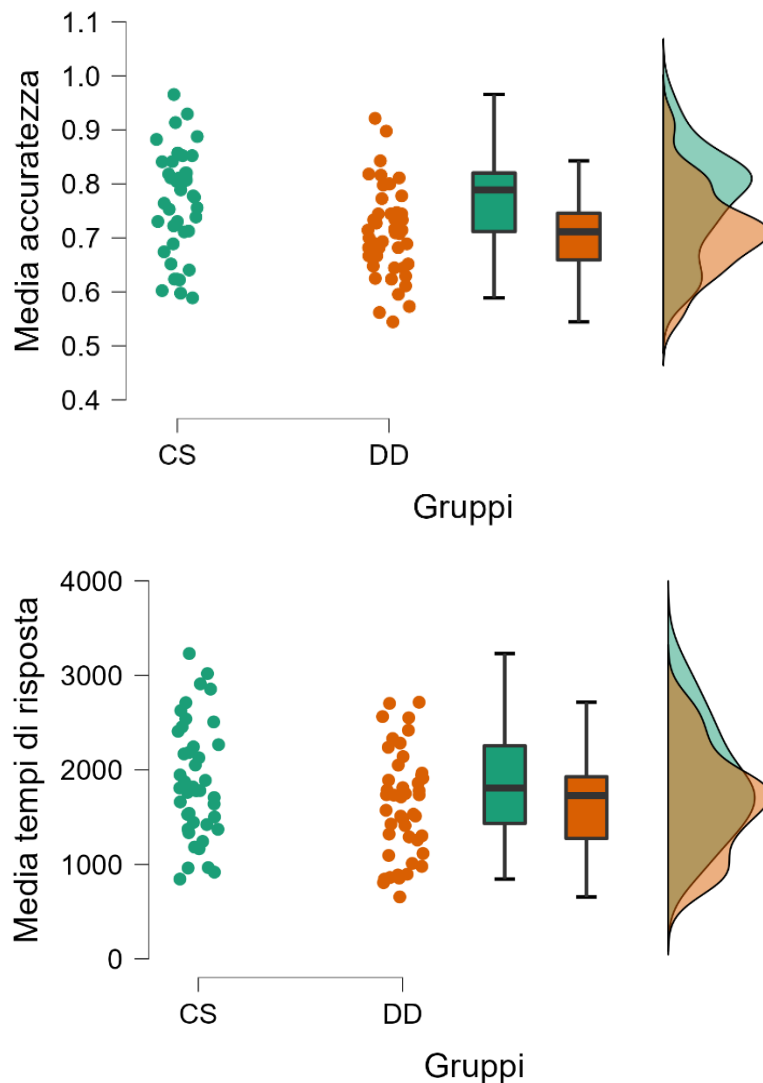 Media accuratezza
1.1
1.0
0.9
0.8
0.7
0.6
0.5
0.4
CS DD
Gruppi
Media tempi di risposta
4000
3000
2000
1000
0
CS DD
Gruppi